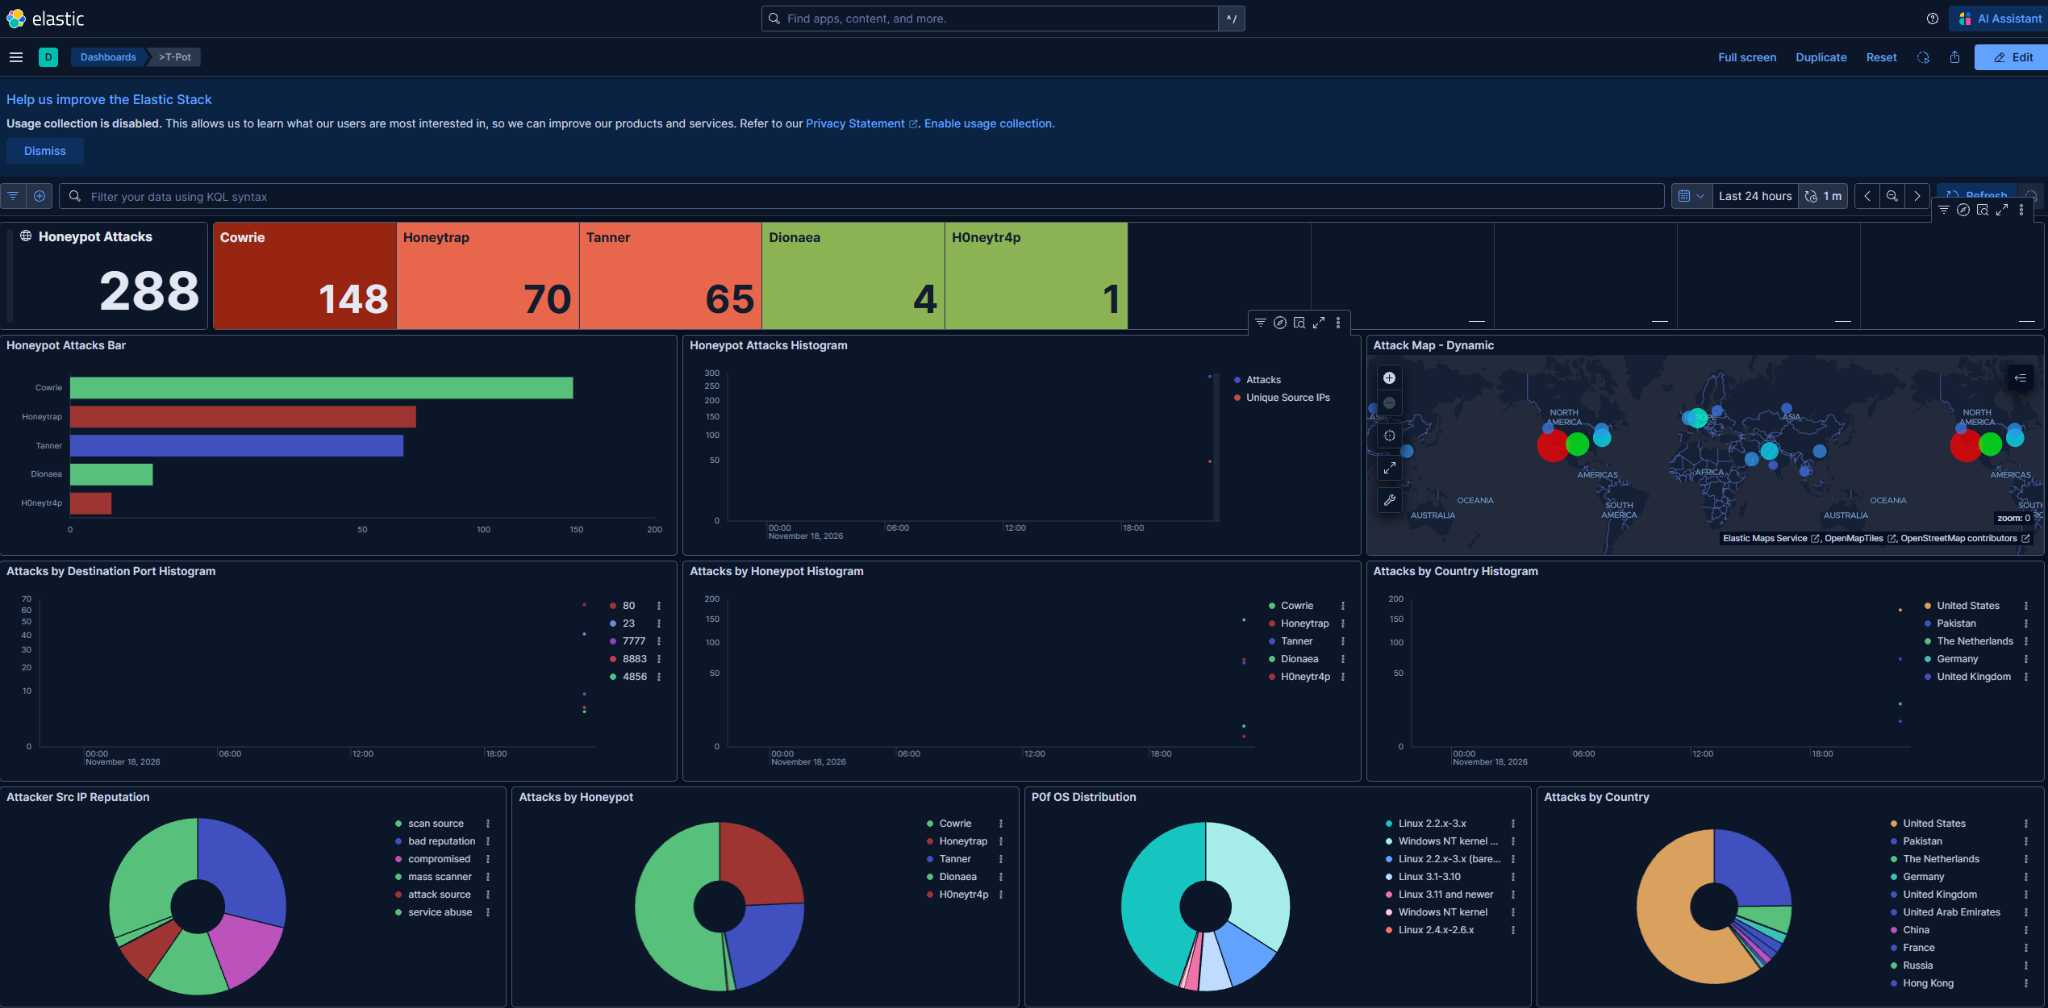 elastic
Find apps, content, and more.
^/
AI Assistant
D
Dashboards
>T-Pot
Full screen
Duplicate
Reset
Edit
Help us improve the Elastic Stack
Usage collection is disabled. This allows us to learn what our users are most interested in, so we can improve our products and services. Refer to our Privacy Statement. Enable usage collection.
Dismiss
Filter your data using KQL syntax
Last 24 hours
1 m
Refresh
Honeypot Attacks
288
Cowrie
148
Honeytrap
70
Tanner
65
Dionaea
4
H0neytr4p
1
Honeypot Attacks Bar
Cowrie
Honeytrap
Tanner
Dionaea
H0neytr4p
0
50
100
150
200
Honeypot Attacks Histogram
300
250
200
150
100
50
0
00:00
November 18, 2026
06:00
12:00
18:00
Attacks
Unique Source IPs
Attack Map - Dynamic
NORTH
AMERICA
ASIA
AFRICA
AMERICAS
OCEANIA
SOUTH
AMERICA
AUSTRALIA
NORTH
AMERICA
AMERICAS
OCEANIA
AUSTRALIA
zoom: 0
Elastic Maps Service, OpenMapTiles, OpenStreetMap contributors
Attacks by Destination Port Histogram
70
60
50
40
30
20
10
0
00:00
November 18, 2026
06:00
12:00
18:00
80
23
7777
8883
4856
Attacks by Honeypot Histogram
200
150
100
50
0
00:00
November 18, 2026
06:00
12:00
18:00
Cowrie
Honeytrap
Tanner
Dionaea
H0neytr4p
Attacks by Country Histogram
200
150
100
50
0
00:00
November 18, 2026
06:00
12:00
18:00
United States
Pakistan
The Netherlands
Germany
United Kingdom
Attacker Src IP Reputation
scan source
bad reputation
compromised
mass scanner
attack source
service abuse
Attacks by Honeypot
Cowrie
Honeytrap
Tanner
Dionaea
H0neytr4p
P0f OS Distribution
Linux 2.2.x-3.x
Windows NT kernel ...
Linux 2.2.x-3.x (bare...
Linux 3.1-3.10
Linux 3.11 and newer
Windows NT kernel
Linux 2.4.x-2.6.x
Attacks by Country
United States
Pakistan
The Netherlands
Germany
United Kingdom
United Arab Emirates
China
France
Russia
Hong Kong